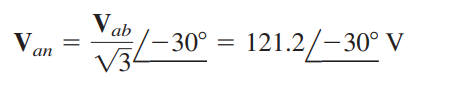 V_an = V_ab/√3 ∠−30° = 121.2∠−30° V